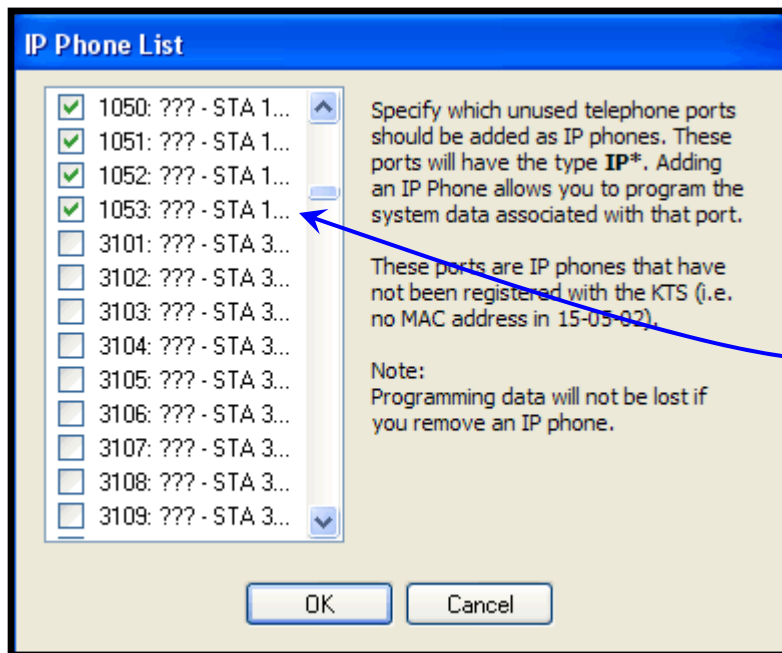 IP Phone List
1050: ??? - STA 1...
1051: ??? - STA 1...
1052: ??? - STA 1...
1053: ??? - STA 1...
3101: ??? - STA 3...
3102: ??? - STA 3...
3103: ??? - STA 3...
3104: ??? - STA 3...
3105: ??? - STA 3...
3106: ??? - STA 3...
3107: ??? - STA 3...
3108: ??? - STA 3...
3109: ??? - STA 3...
Specify which unused telephone ports
should be added as IP phones. These
ports will have the type IP*. Adding
an IP Phone allows you to program the
system data associated with that port.
These ports are IP phones that have
not been registered with the KTS (i.e.
no MAC address in 15-05-02).
Note:
Programming data will not be lost if
you remove an IP phone.
OK
Cancel